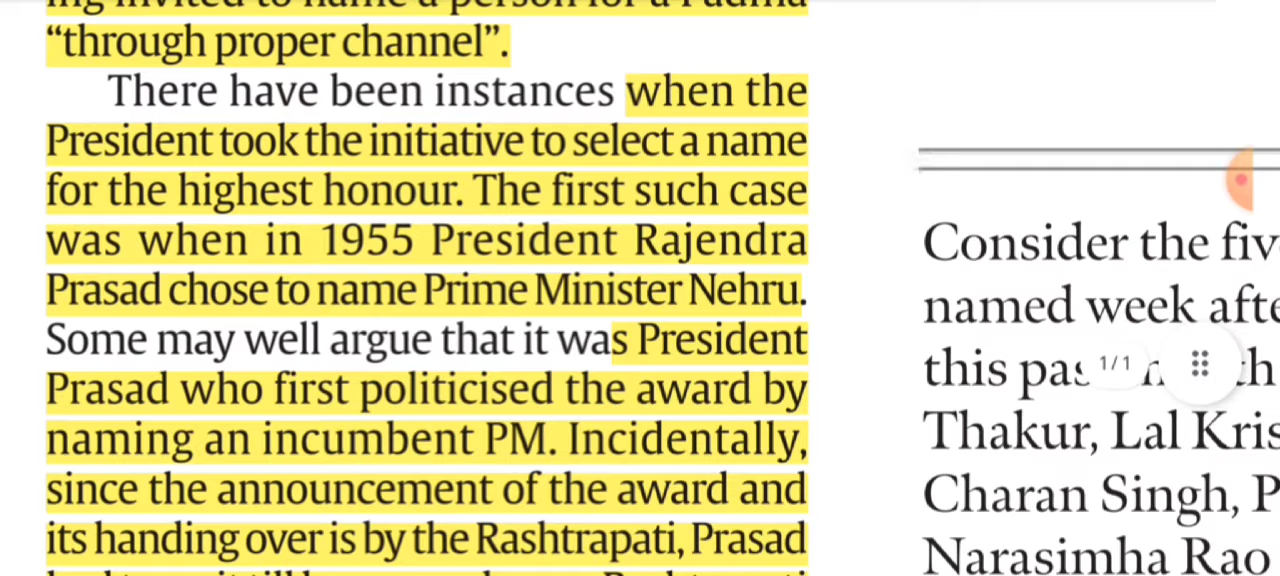 "through proper channel".
There have been instances when the
President took the initiative to select a name
for the highest honour. The first such case
was when in 1955 President Rajendra
Prasad chose to name Prime Minister Nehru.
Some may well argue that it was President
Prasad who first politicised the award by
naming an incumbent PM. Incidentally,
since the announcement of the award and
its handing over is by the Rashtrapati, Prasad
Consider the
named week
this
Thakur, Lal
Charan Singh,
Narasimha Rao
1/1